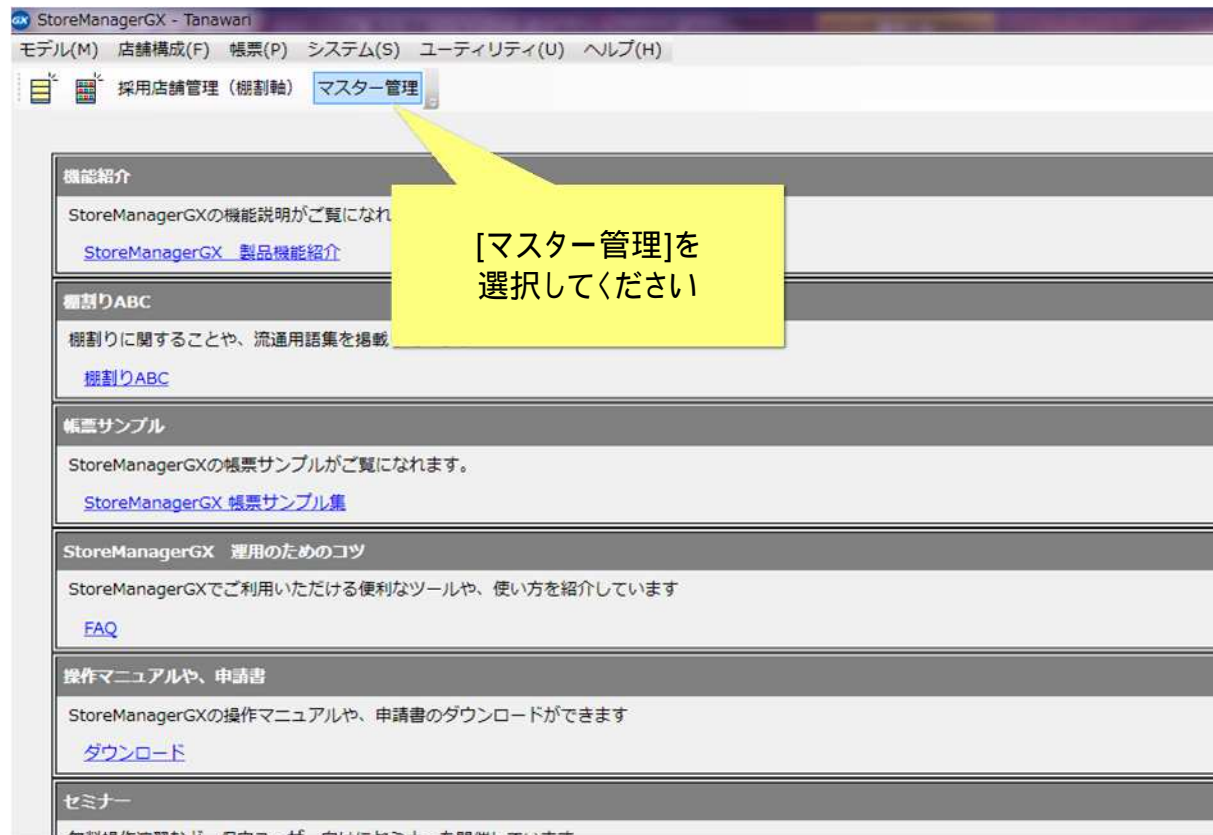 StoreManagerGX - Tanawari
モデル(M) 店舗構成(F) 帳票(P) システム(S) ユーティリティ(U) ヘルプ(H)
採用店舗管理（棚割軸） マスター管理
機能紹介
StoreManagerGXの機能説明がご覧になれ
StoreManagerGX 製品機能紹介
[マスター管理]を
選択してください
棚割りABC
棚割りに関することや、流通用語集を掲載
棚割りABC
帳票サンプル
StoreManagerGXの帳票サンプルがご覧になれます。
StoreManagerGX 帳票サンプル集
StoreManagerGX 運用のためのコツ
StoreManagerGXでご利用いただける便利なツールや、使い方を紹介しています
FAQ
操作マニュアルや、申請書
StoreManagerGXの操作マニュアルや、申請書のダウンロードができます
ダウンロード
セミナー